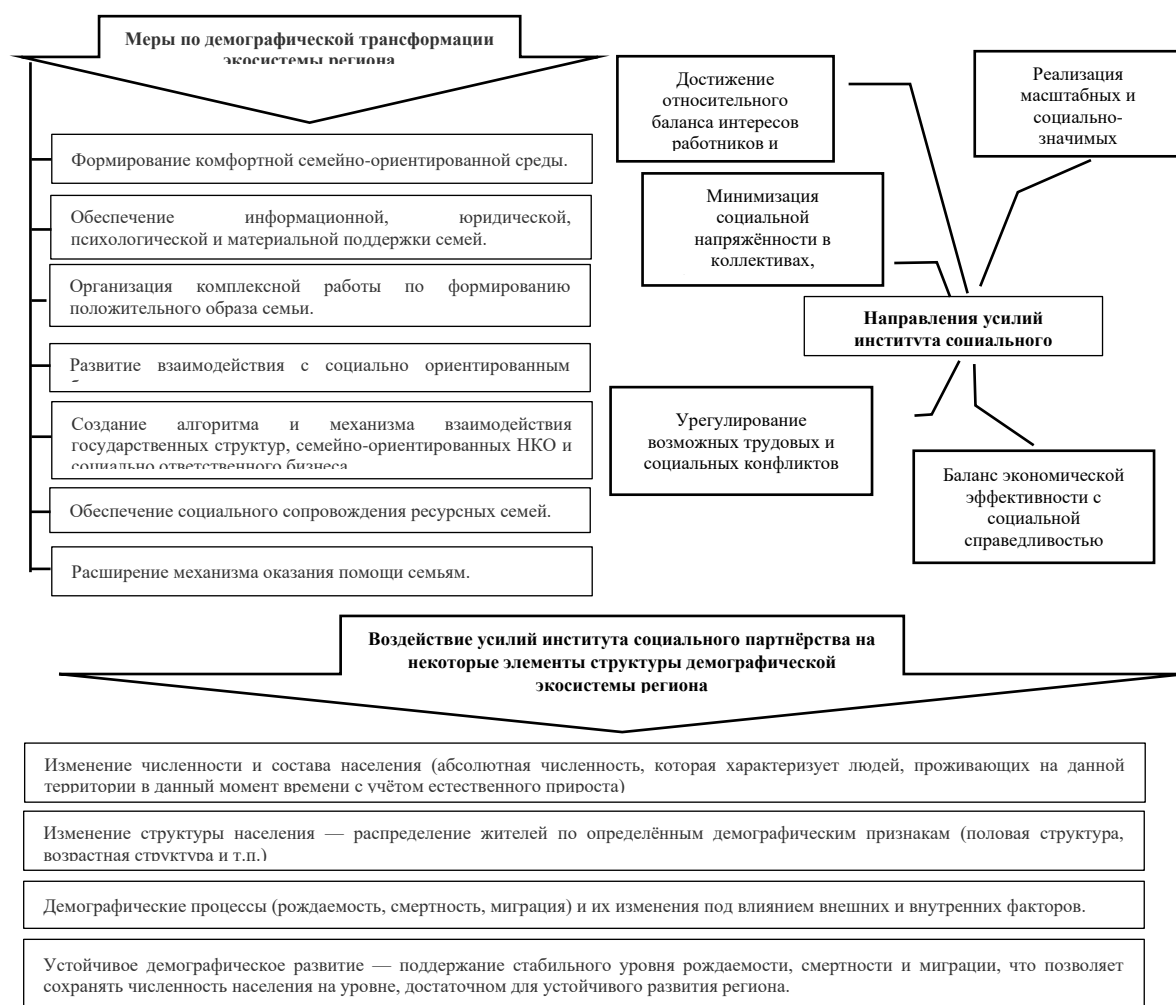 Меры по демографической трансформации
экосистемы региона
Формирование комфортной семейно-ориентированной среды.
Обеспечение информационной, юридической,
психологической и материальной поддержки семей.
Организация комплексной работы по формированию
положительного образа семьи.
Развитие взаимодействия с социально ориентированным
Создание алгоритма и механизма взаимодействия
государственных структур, семейно-ориентированных НКО и
социально ответственного бизнеса
Обеспечение социального сопровождения ресурсных семей.
Расширение механизма оказания помощи семьям.
Достижение
относительного
баланса интересов
работников и
Реализация
масштабных и
социально-
значимых
Минимизация
социальной
напряжённости в
коллективах,
Направления усилий
института социального
Урегулирование
возможных трудовых и
социальных конфликтов
Баланс экономической
эффективности с
социальной
справедливостью
Воздействие усилий института социального партнёрства на
некоторые элементы структуры демографической
экосистемы региона
Изменение численности и состава населения (абсолютная численность, которая характеризует людей, проживающих на данной
территории в данный момент времени с учётом естественного прироста)
Изменение структуры населения — распределение жителей по определённым демографическим признакам (половая структура,
возрастная структура и т.п.)
Демографические процессы (рождаемость, смертность, миграция) и их изменения под влиянием внешних и внутренних факторов.
Устойчивое демографическое развитие — поддержание стабильного уровня рождаемости, смертности и миграции, что позволяет
сохранять численность населения на уровне, достаточном для устойчивого развития региона.